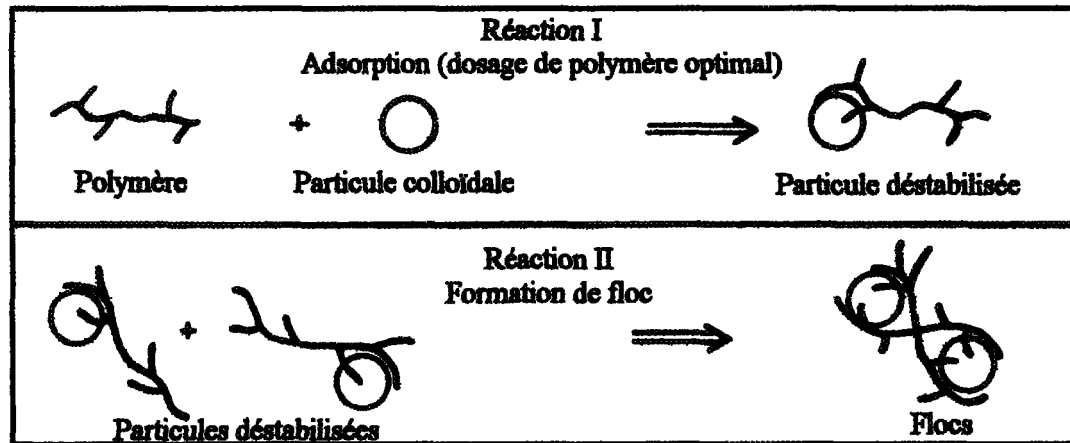 Réaction I
Adsorption (dosage de polymère optimal)
+
Polymère
Particule colloïdale
Particule déstabilisée
Réaction II
Formation de floc
+
Particules déstabilisées
Flocs